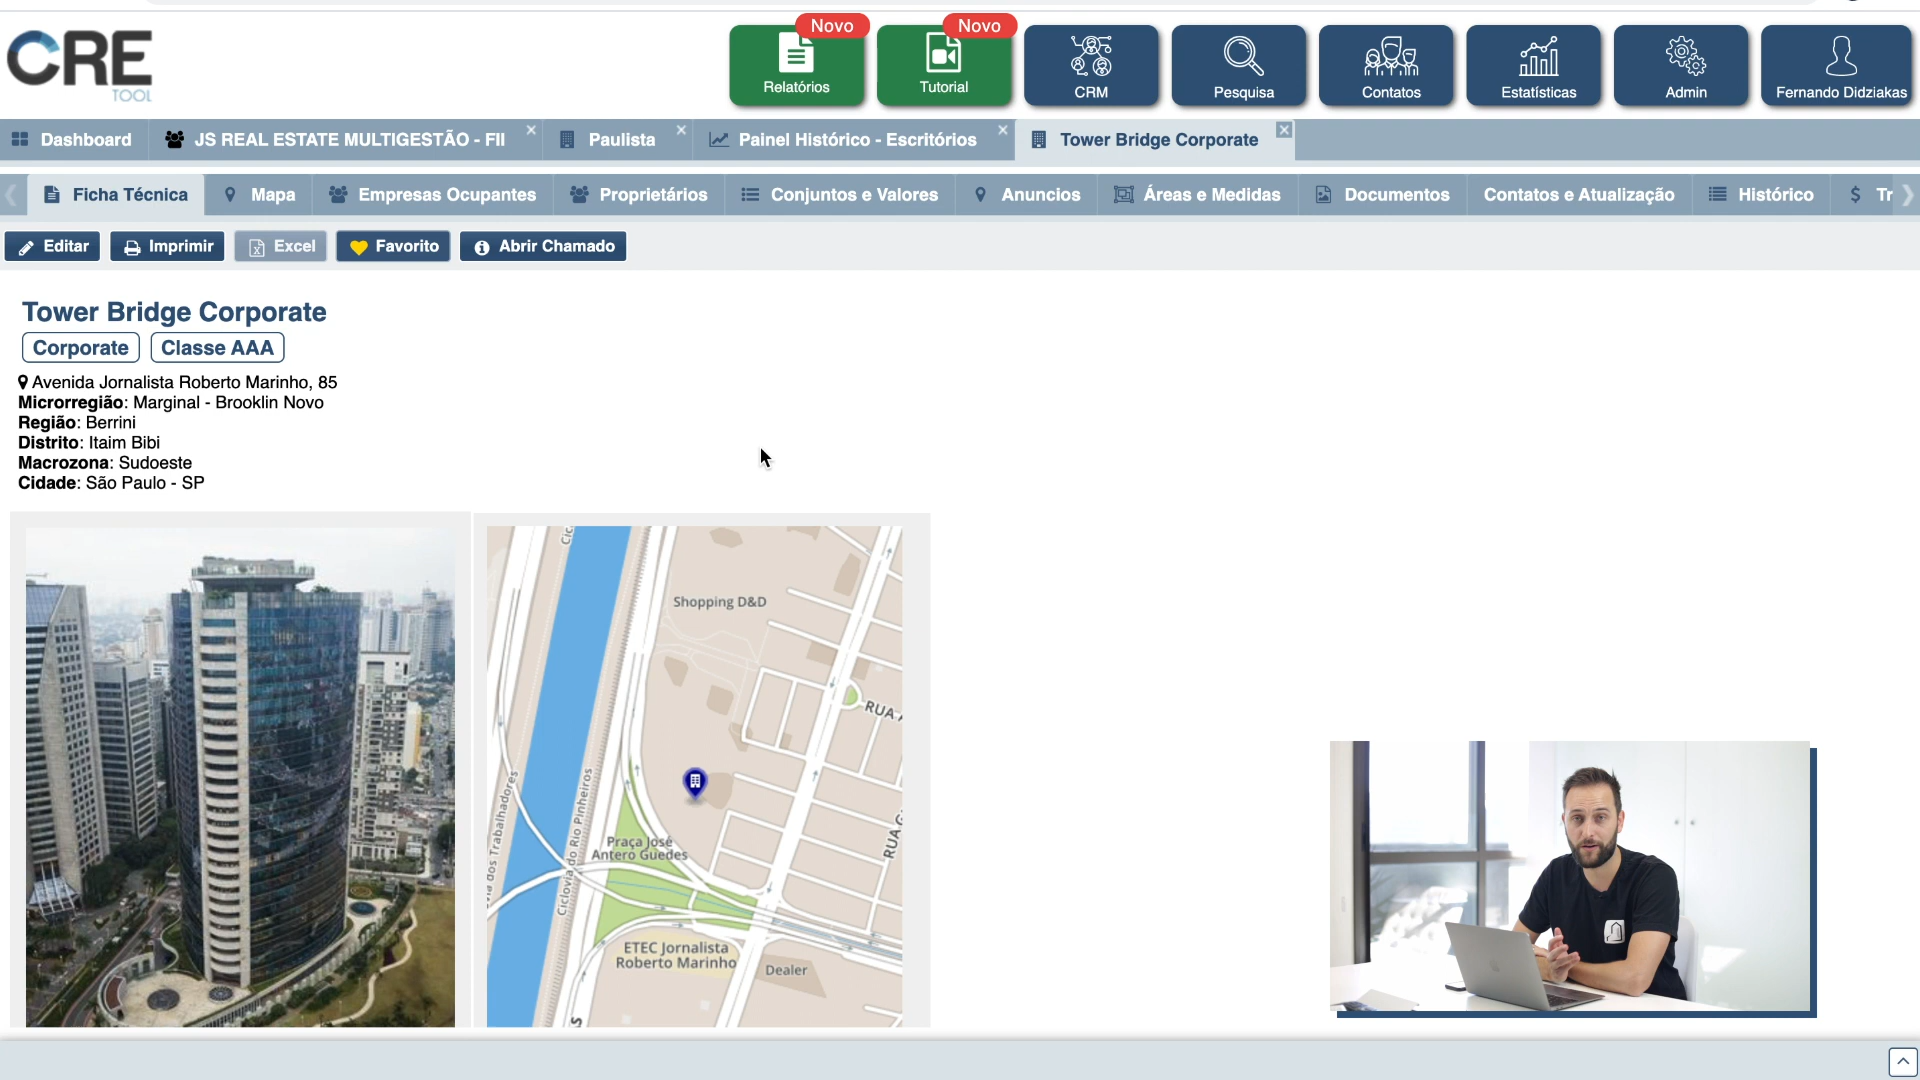 CRE
TOOL
Novo
Relatórios
Novo
Tutorial
CRM
Pesquisa
Contatos
Estatísticas
Admin
Fernando Didziakas
Dashboard
JS REAL ESTATE MULTIGESTÃO - FII
Paulista
Painel Histórico - Escritórios
Tower Bridge Corporate
Ficha Técnica
Mapa
Empresas Ocupantes
Proprietários
Conjuntos e Valores
Anuncios
Áreas e Medidas
Documentos
Contatos e Atualização
Histórico
$ Tr
Editar
Imprimir
Excel
Favorito
Abrir Chamado
Tower Bridge Corporate
Corporate
Classe AAA
Avenida Jornalista Roberto Marinho, 85
Microrregião: Marginal - Brooklin Novo
Região: Berrini
Distrito: Itaim Bibi
Macrozona: Sudoeste
Cidade: São Paulo - SP
Cic
Shopping D&D
RUA
RUA
dos Trabalhadores
Ciclovia do Rio Pinheiros
Praça José
Antero Guedes
ETEC Jornalista
Roberto Marinho
Dealer